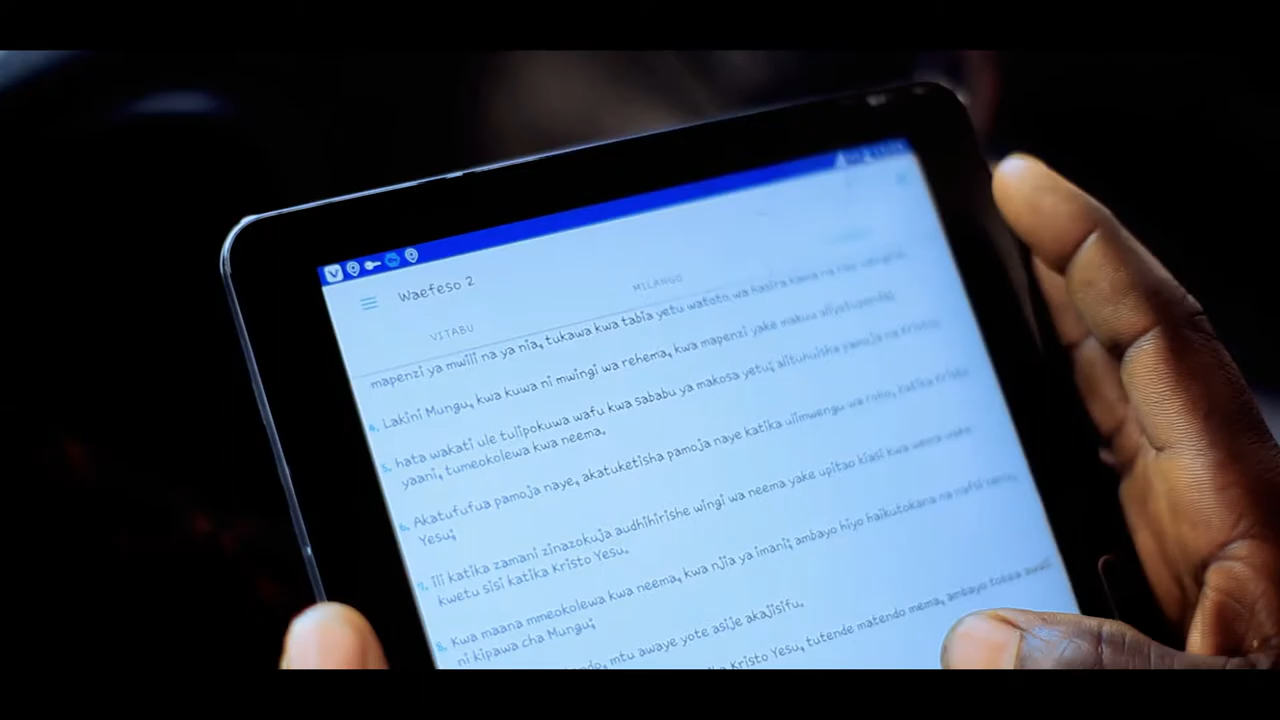 Waefeso 2
VITABU
MILANGO
mapenzi ya mwili na ya nia, tukawa kwa tabia yetu watoto wa hasira kama na
4. Lakini Mungu, kwa kuwa ni mwingi wa rehema, kwa mapenzi yake makuu aliyotupenda;
5. hata wakati ule tulipokuwa wafu kwa sababu ya makosa yetu; alituhuisha pamoja na Kristo;
yaani, tumeokolewa kwa neema.
6. Akatufufua pamoja naye, akatuketisha pamoja naye katika ulimwengu wa roho, katika Kristo
Yesu;
7. ili katika zamani zinazokuja audhihirishe wingi wa neema yake upitao kiasi kwa wema wake
kwetu sisi katika Kristo Yesu.
8. Kwa maana mmeokolewa kwa neema, kwa njia ya imani; ambayo hiyo haikutokana na nafsi zenu,
ni kipawa cha Mungu;
mtu awaye yote asije akajisifu.
Kristo Yesu, tutende matendo mema, ambayo tokea awali